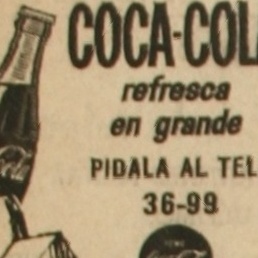 COCA-COL
refresca
en grande
PIDALA AL TEL
36-99